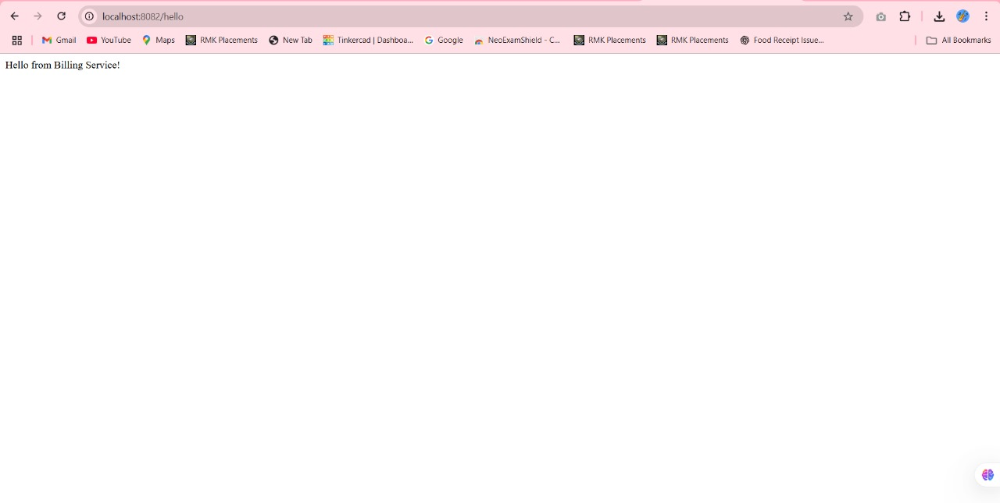 localhost:8082/hello
Gmail YouTube Maps RMK Placements New Tab Tinkercad | Dashboa... Google NeoExamShield - C... RMK Placements RMK Placements Food Receipt Issue... All Bookmarks
Hello from Billing Service!